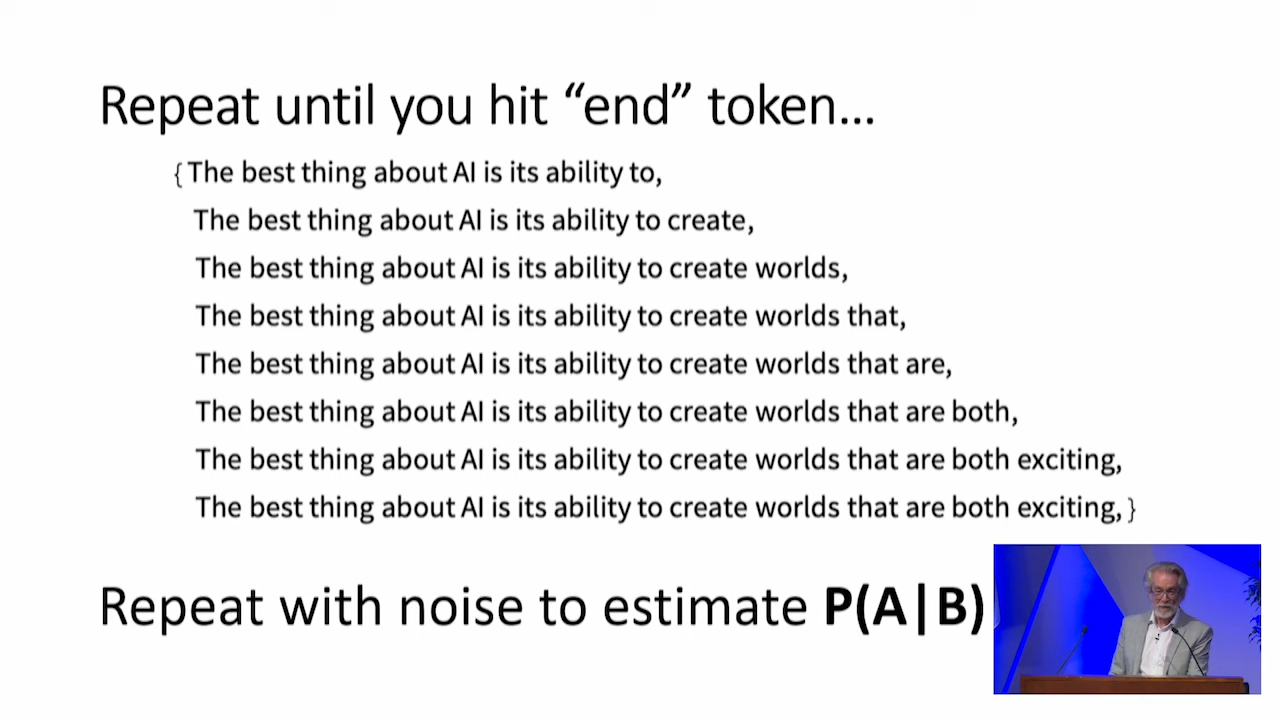 Repeat until you hit “end” token…
{ The best thing about AI is its ability to,
The best thing about AI is its ability to create,
The best thing about AI is its ability to create worlds,
The best thing about AI is its ability to create worlds that,
The best thing about AI is its ability to create worlds that are,
The best thing about AI is its ability to create worlds that are both,
The best thing about AI is its ability to create worlds that are both exciting,
The best thing about AI is its ability to create worlds that are both exciting, }
Repeat with noise to estimate P(A|B)